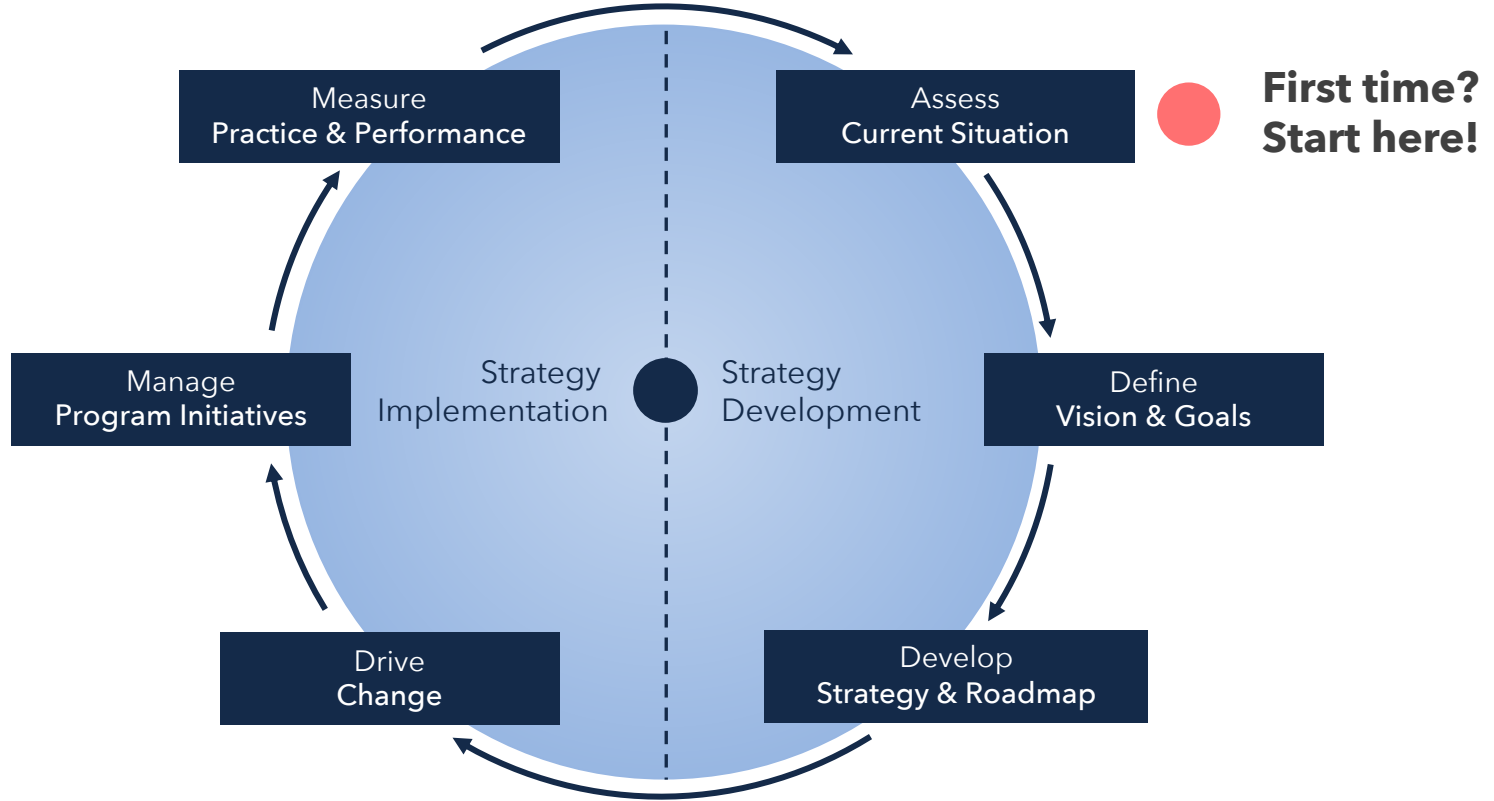 Measure
Practice & Performance
Assess
Current Situation
First time?
Start here!
Manage
Program Initiatives
Strategy
Implementation
Strategy
Development
Define
Vision & Goals
Drive
Change
Develop
Strategy & Roadmap